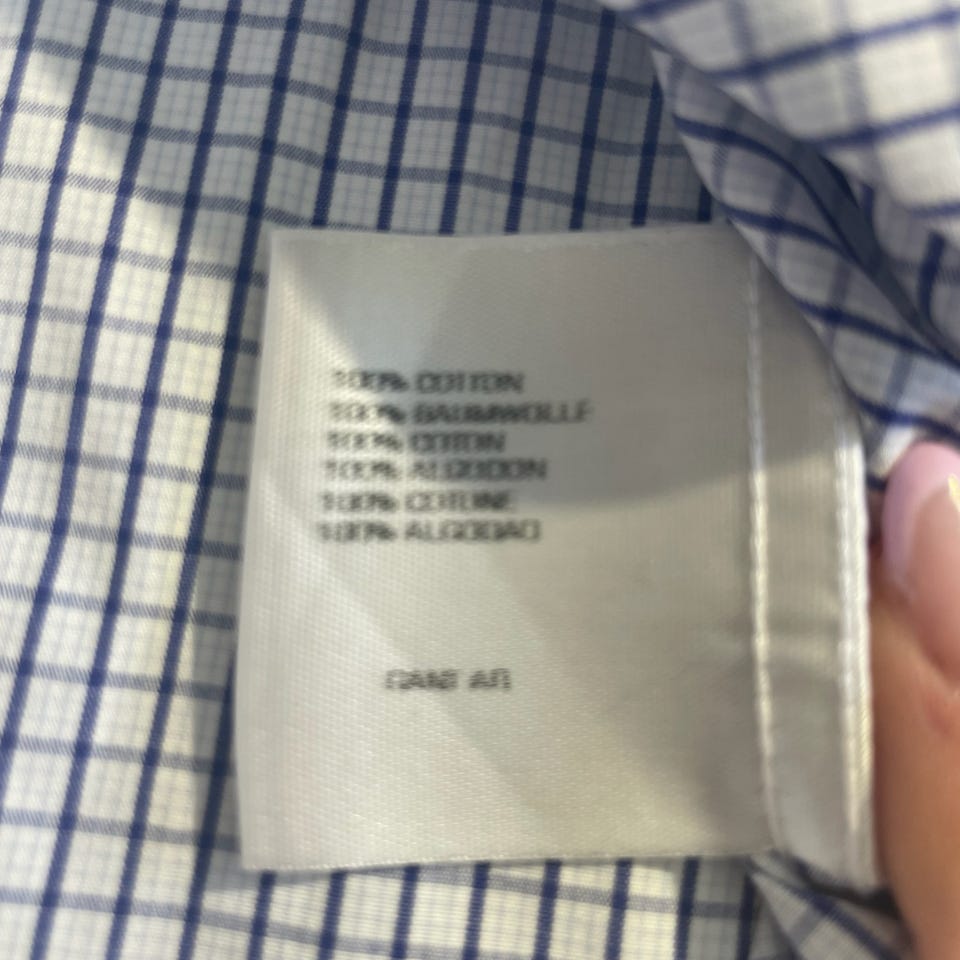 100% COTTON
100% BAUMWOLLE
100% COTON
100% ALGODON
100% COTONE
100% ALGODAO